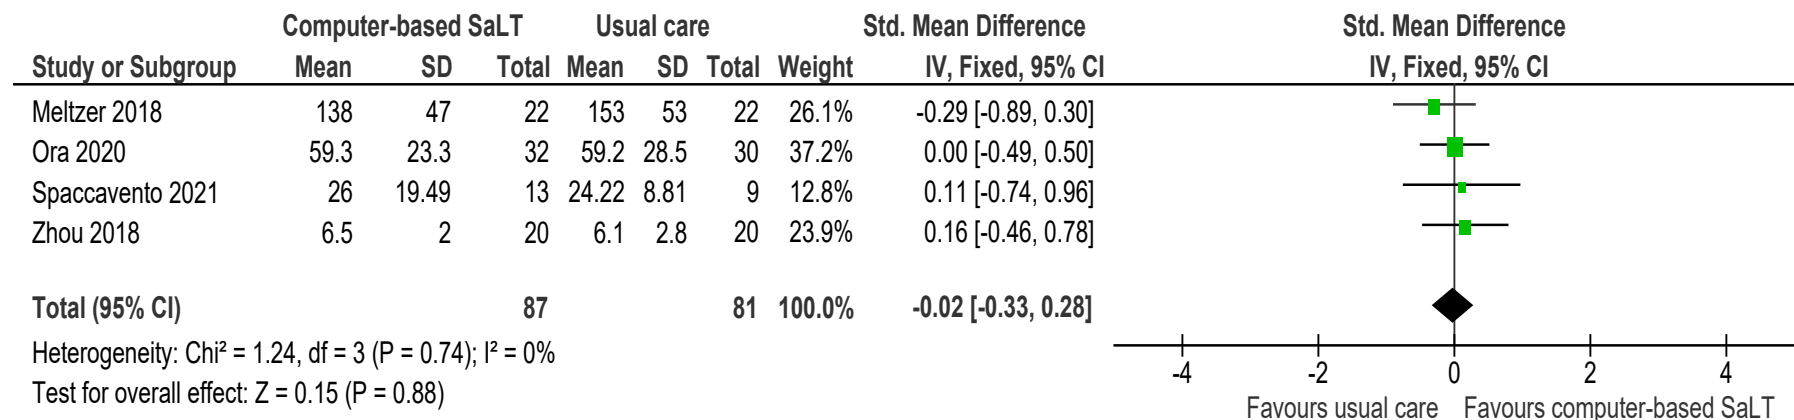 Computer-based SaLT Usual care Std. Mean Difference Std. Mean Difference
Study or Subgroup Mean SD Total Mean SD Total Weight IV, Fixed, 95% CI IV, Fixed, 95% CI
Meltzer 2018 138 47 22 153 53 22 26.1% -0.29 [-0.89, 0.30]
Ora 2020 59.3 23.3 32 59.2 28.5 30 37.2% 0.00 [-0.49, 0.50]
Spaccavento 2021 26 19.49 13 24.22 8.81 9 12.8% 0.11 [-0.74, 0.96]
Zhou 2018 6.5 2 20 6.1 2.8 20 23.9% 0.16 [-0.46, 0.78]
Total (95% CI) 87 81 100.0% -0.02 [-0.33, 0.28]
Heterogeneity: Chi² = 1.24, df = 3 (P = 0.74); I² = 0%
Test for overall effect: Z = 0.15 (P = 0.88)
-4 -2 0 2 4
Favours usual care Favours computer-based SaLT